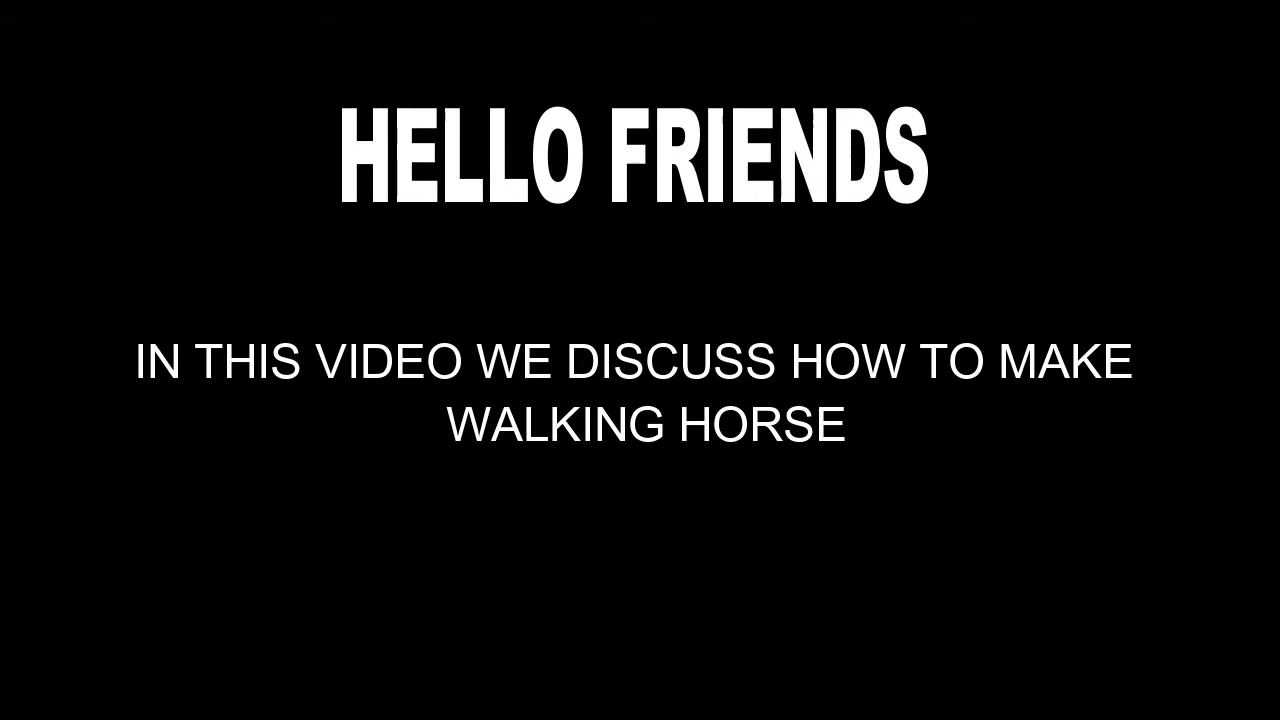 HELLO FRIENDS
IN THIS VIDEO WE DISCUSS HOW TO MAKE
WALKING HORSE